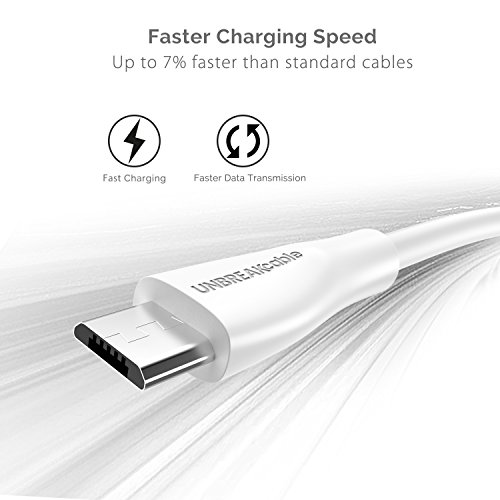 Faster Charging Speed
Up to 7% faster than standard cables
Fast Charging
Faster Data Transmission
UNBREAKcable